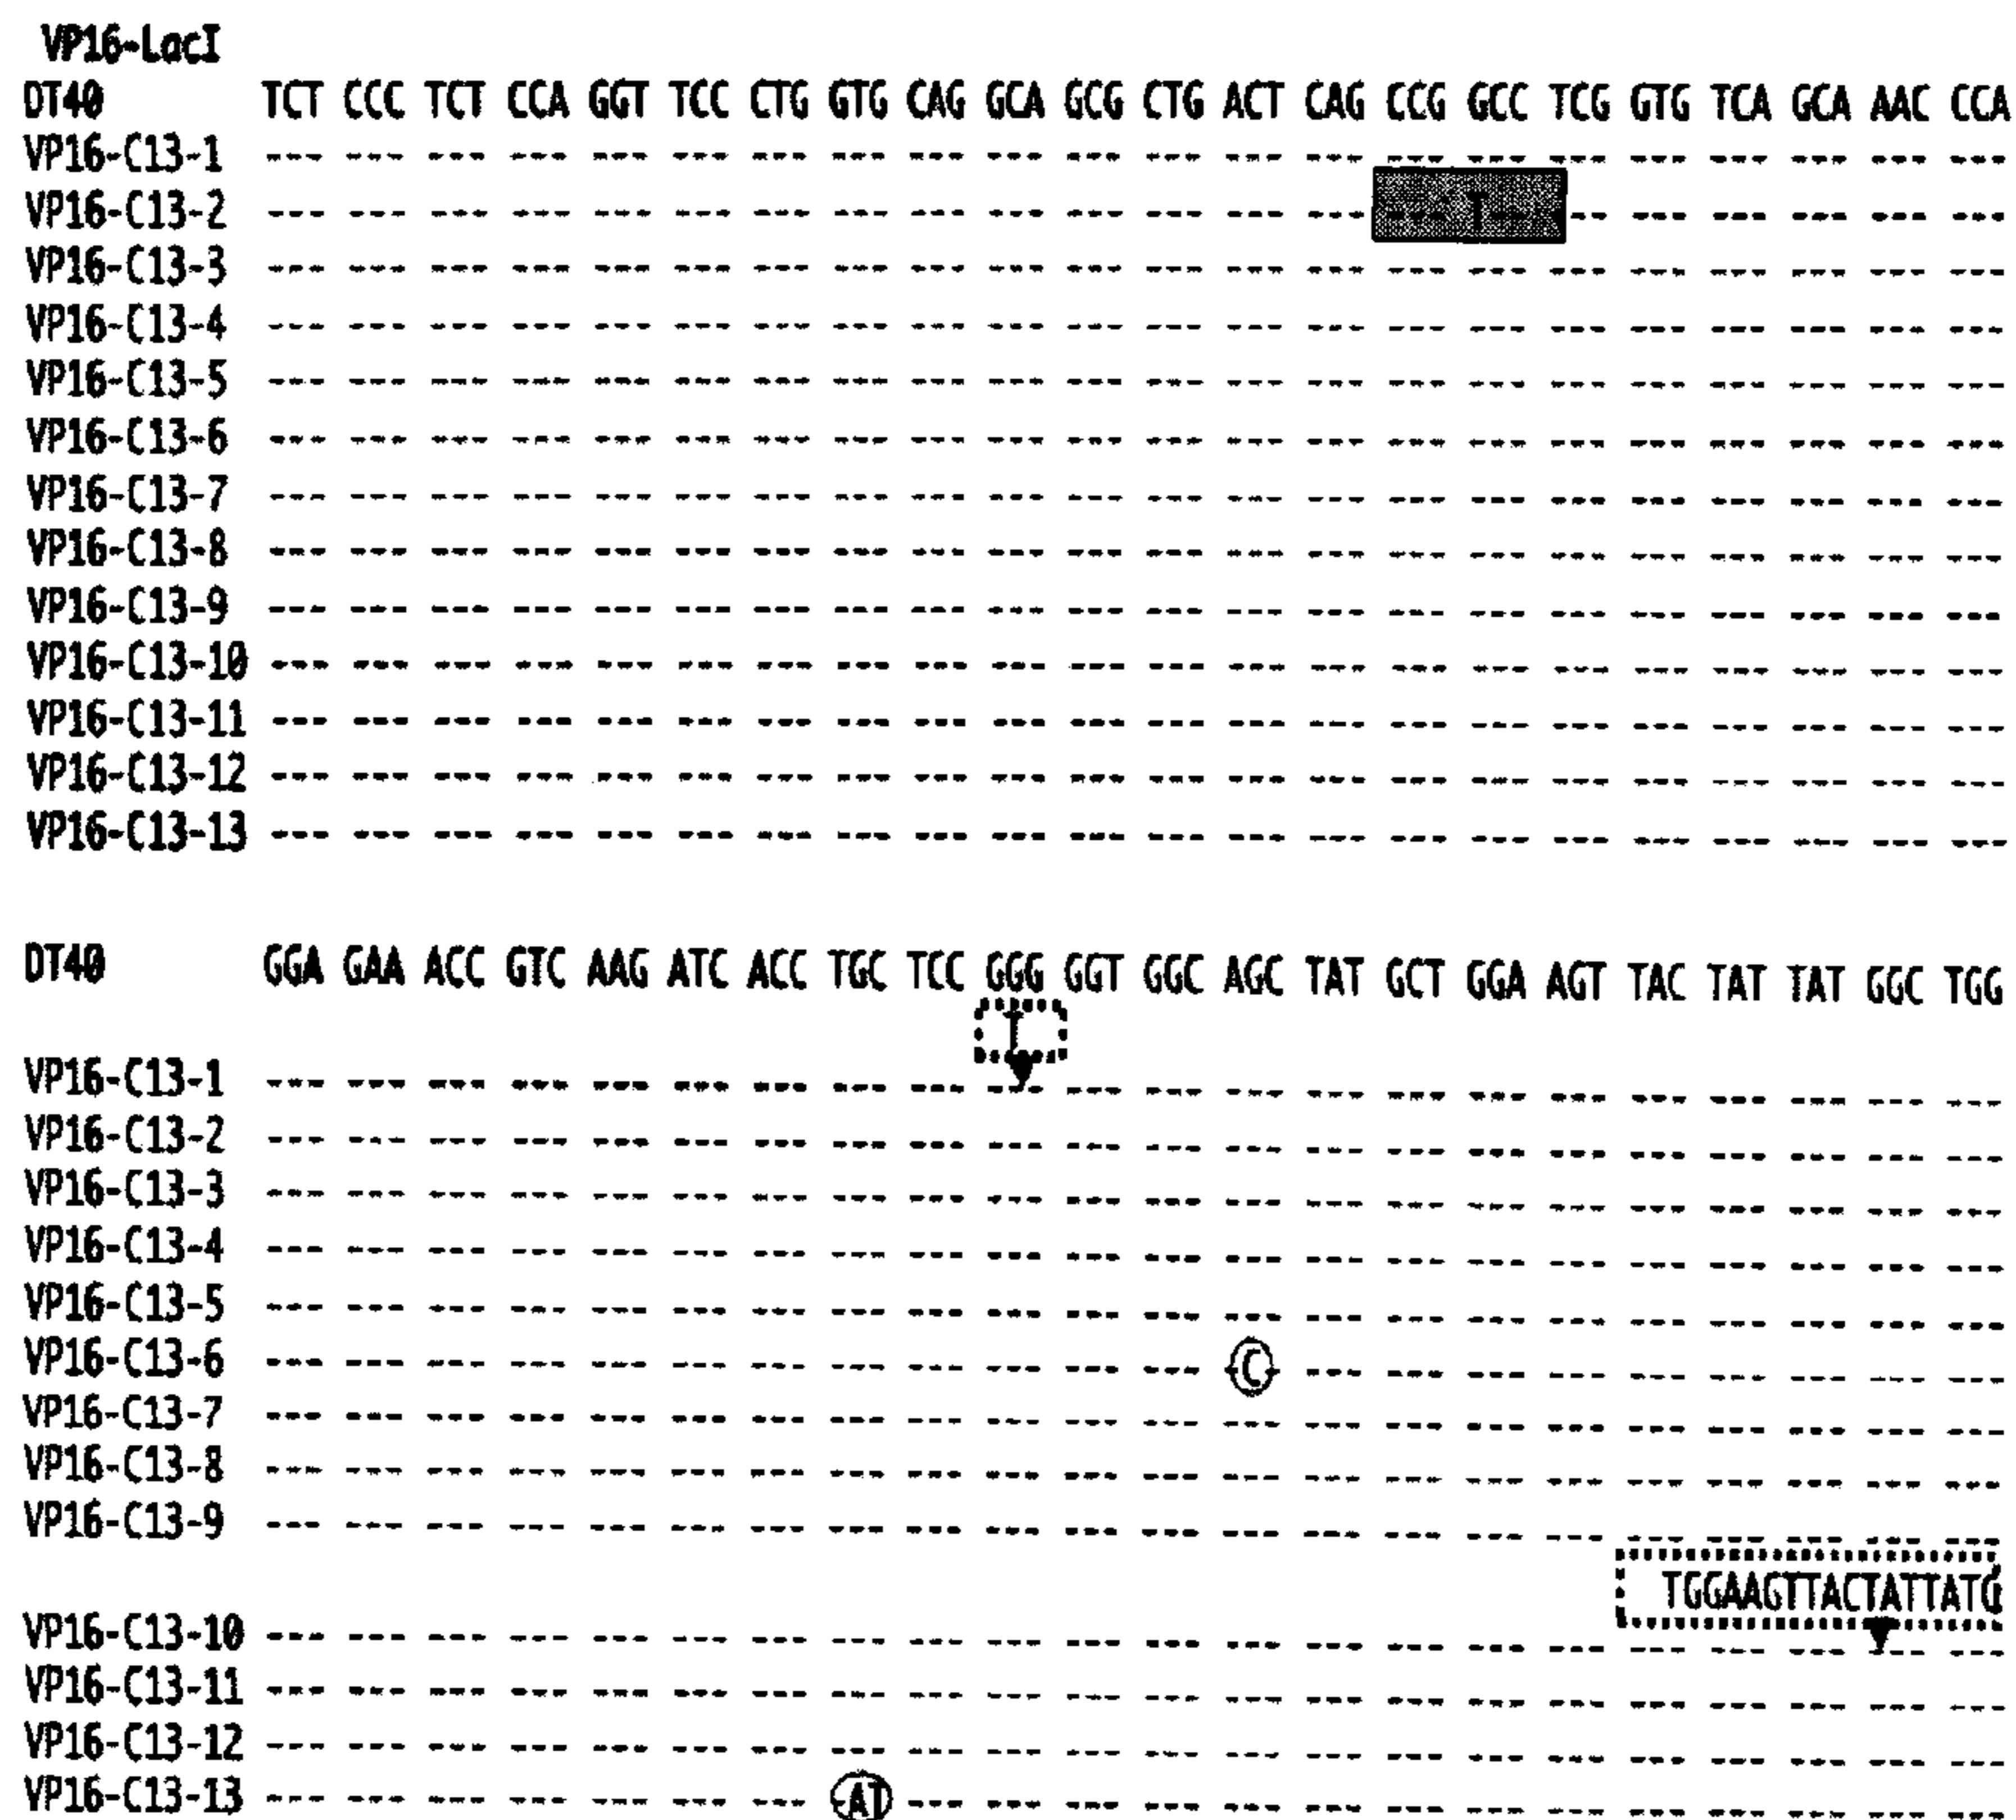 VP16-LacI
DT40 TCT CCC TCT CCA GGT TCC CTG GTG CAG GCA GCG CTG ACT CAG CCG GCC TCG GTG TCA GCA AAC CCA
VP16-C13-1 --- --- --- --- --- --- --- --- --- --- --- --- --- --- --- --- --- --- --- --- --- ---
VP16-C13-2 --- --- --- --- --- --- --- --- --- --- --- --- --- --- --- T-- --- --- --- --- --- ---
VP16-C13-3 --- --- --- --- --- --- --- --- --- --- --- --- --- --- --- --- --- --- --- --- --- ---
VP16-C13-4 --- --- --- --- --- --- --- --- --- --- --- --- --- --- --- --- --- --- --- --- --- ---
VP16-C13-5 --- --- --- --- --- --- --- --- --- --- --- --- --- --- --- --- --- --- --- --- --- ---
VP16-C13-6 --- --- --- --- --- --- --- --- --- --- --- --- --- --- --- --- --- --- --- --- --- ---
VP16-C13-7 --- --- --- --- --- --- --- --- --- --- --- --- --- --- --- --- --- --- --- --- --- ---
VP16-C13-8 --- --- --- --- --- --- --- --- --- --- --- --- --- --- --- --- --- --- --- --- --- ---
VP16-C13-9 --- --- --- --- --- --- --- --- --- --- --- --- --- --- --- --- --- --- --- --- --- ---
VP16-C13-10 --- --- --- --- --- --- --- --- --- --- --- --- --- --- --- --- --- --- --- --- --- ---
VP16-C13-11 --- --- --- --- --- --- --- --- --- --- --- --- --- --- --- --- --- --- --- --- --- ---
VP16-C13-12 --- --- --- --- --- --- --- --- --- --- --- --- --- --- --- --- --- --- --- --- --- ---
VP16-C13-13 --- --- --- --- --- --- --- --- --- --- --- --- --- --- --- --- --- --- --- --- --- ---
DT40 GGA GAA ACC GTC AAG ATC ACC TGC TCC GGG GGT GGC AGC TAT GCT GGA AGT TAC TAT TAT GGC TGG
T
VP16-C13-1 --- --- --- --- --- --- --- --- --- --- --- --- --- --- --- --- --- --- --- --- --- ---
VP16-C13-2 --- --- --- --- --- --- --- --- --- --- --- --- --- --- --- --- --- --- --- --- --- ---
VP16-C13-3 --- --- --- --- --- --- --- --- --- --- --- --- --- --- --- --- --- --- --- --- --- ---
VP16-C13-4 --- --- --- --- --- --- --- --- --- --- --- --- --- --- --- --- --- --- --- --- --- ---
VP16-C13-5 --- --- --- --- --- --- --- --- --- --- --- --- --- --- --- --- --- --- --- --- --- ---
VP16-C13-6 --- --- --- --- --- --- --- --- --- --- --- --- -C- --- --- --- --- --- --- --- --- ---
VP16-C13-7 --- --- --- --- --- --- --- --- --- --- --- --- --- --- --- --- --- --- --- --- --- ---
VP16-C13-8 --- --- --- --- --- --- --- --- --- --- --- --- --- --- --- --- --- --- --- --- --- ---
VP16-C13-9 --- --- --- --- --- --- --- --- --- --- --- --- --- --- --- --- --- --- --- --- --- ---
TGGAAGTTACTATTATG
VP16-C13-10 --- --- --- --- --- --- --- --- --- --- --- --- --- --- --- --- --- --- --- --- --- ---
VP16-C13-11 --- --- --- --- --- --- --- --- --- --- --- --- --- --- --- --- --- --- --- --- --- ---
VP16-C13-12 --- --- --- --- --- --- --- --- --- --- --- --- --- --- --- --- --- --- --- --- --- ---
VP16-C13-13 --- --- --- --- --- --- --- -AT --- --- --- --- --- --- --- --- --- --- --- --- --- ---